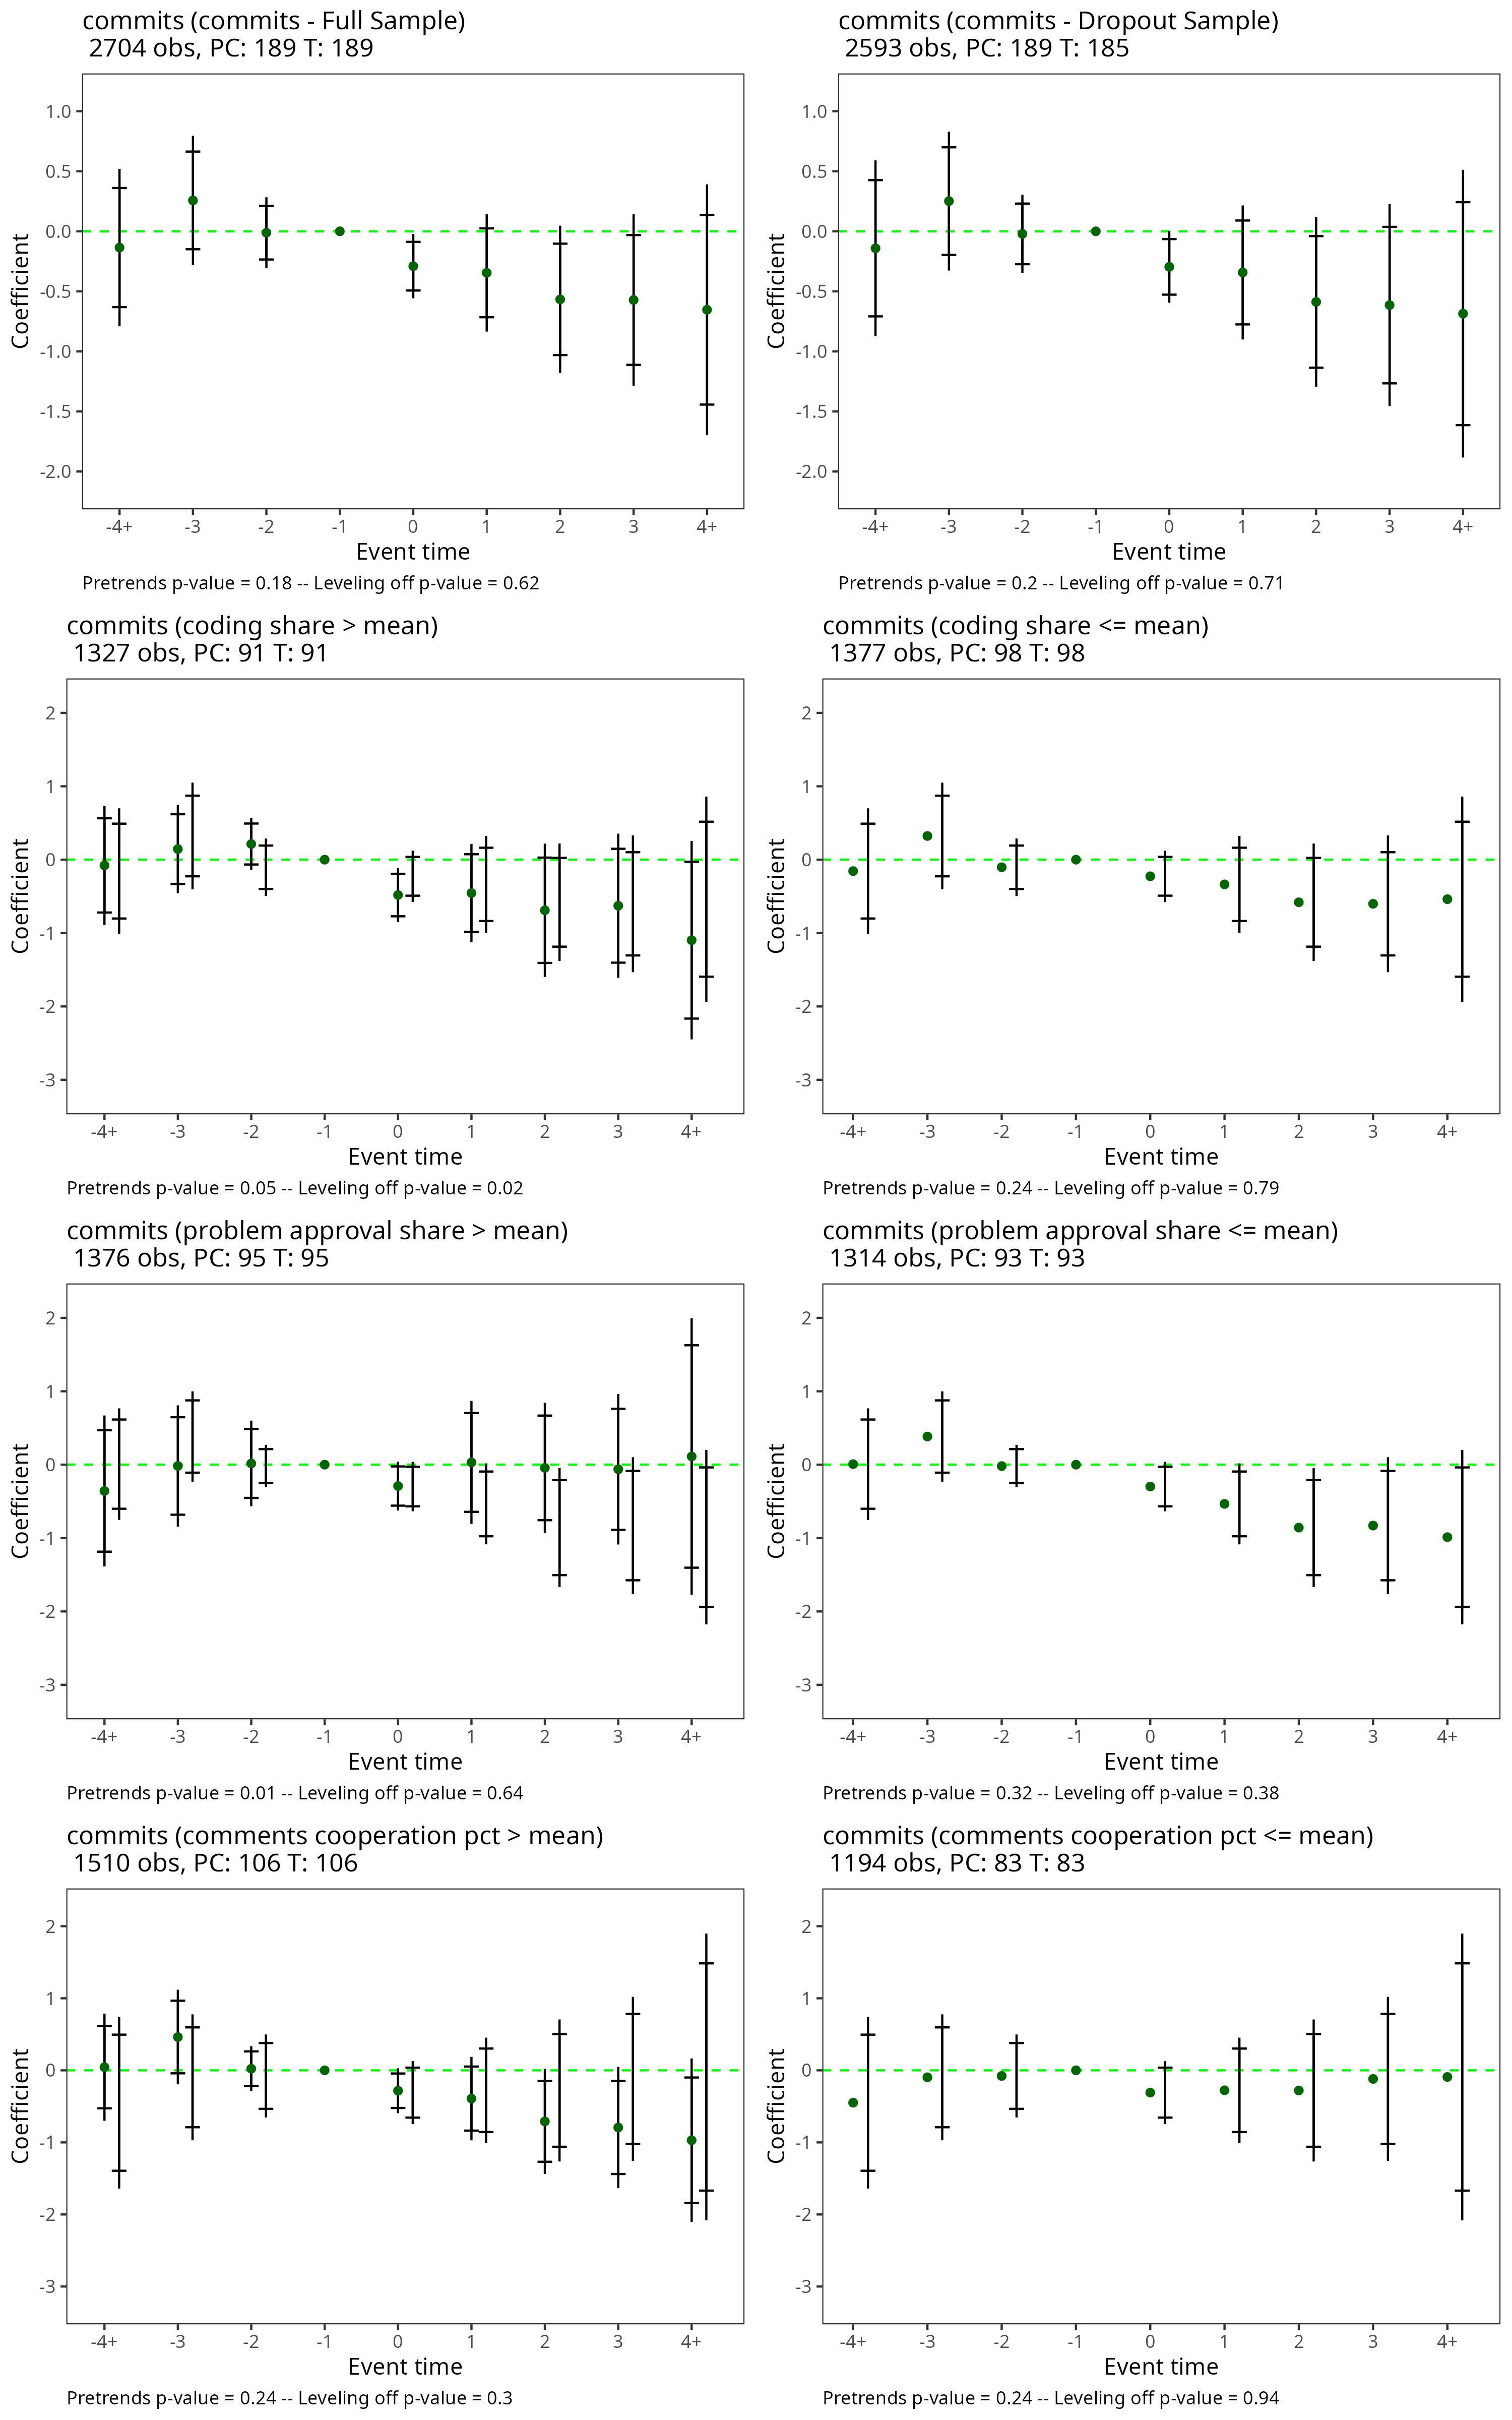 commits (commits - Full Sample)
2704 obs, PC: 189 T: 189
1.0
0.5
0.0
-0.5
-1.0
-1.5
-2.0
Coefficient
-4+ -3 -2 -1 0 1 2 3 4+
Event time
Pretrends p-value = 0.18 -- Leveling off p-value = 0.62
commits (commits - Dropout Sample)
2593 obs, PC: 189 T: 185
1.0
0.5
0.0
-0.5
-1.0
-1.5
-2.0
Coefficient
-4+ -3 -2 -1 0 1 2 3 4+
Event time
Pretrends p-value = 0.2 -- Leveling off p-value = 0.71
commits (coding share > mean)
1327 obs, PC: 91 T: 91
2
1
0
-1
-2
-3
Coefficient
-4+ -3 -2 -1 0 1 2 3 4+
Event time
Pretrends p-value = 0.05 -- Leveling off p-value = 0.02
commits (coding share <= mean)
1377 obs, PC: 98 T: 98
2
1
0
-1
-2
-3
Coefficient
-4+ -3 -2 -1 0 1 2 3 4+
Event time
Pretrends p-value = 0.24 -- Leveling off p-value = 0.79
commits (problem approval share > mean)
1376 obs, PC: 95 T: 95
2
1
0
-1
-2
-3
Coefficient
-4+ -3 -2 -1 0 1 2 3 4+
Event time
Pretrends p-value = 0.01 -- Leveling off p-value = 0.64
commits (problem approval share <= mean)
1314 obs, PC: 93 T: 93
2
1
0
-1
-2
-3
Coefficient
-4+ -3 -2 -1 0 1 2 3 4+
Event time
Pretrends p-value = 0.32 -- Leveling off p-value = 0.38
commits (comments cooperation pct > mean)
1510 obs, PC: 106 T: 106
2
1
0
-1
-2
-3
Coefficient
-4+ -3 -2 -1 0 1 2 3 4+
Event time
Pretrends p-value = 0.24 -- Leveling off p-value = 0.3
commits (comments cooperation pct <= mean)
1194 obs, PC: 83 T: 83
2
1
0
-1
-2
-3
Coefficient
-4+ -3 -2 -1 0 1 2 3 4+
Event time
Pretrends p-value = 0.24 -- Leveling off p-value = 0.94